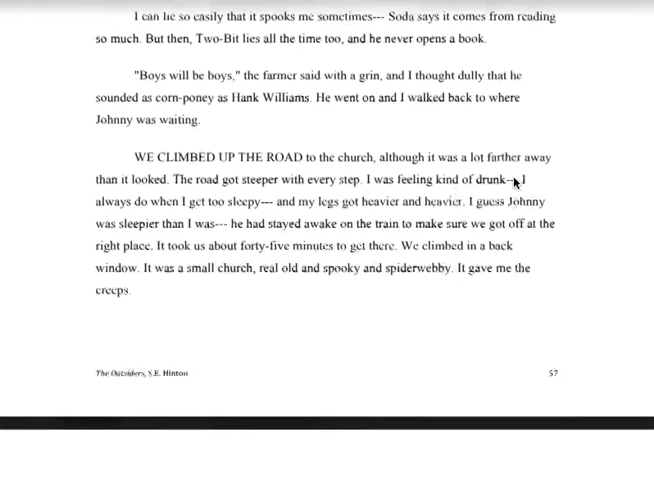 I can lie so easily that it spooks me sometimes--- Soda says it comes from reading
so much. But then, Two-Bit lies all the time too, and he never opens a book.
"Boys will be boys," the farmer said with a grin, and I thought dully that he
sounded as corn-poney as Hank Williams. He went on and I walked back to where
Johnny was waiting.
WE CLIMBED UP THE ROAD to the church, although it was a lot farther away
than it looked. The road got steeper with every step. I was feeling kind of drunk--- I
always do when I get too sleepy--- and my legs got heavier and heavier. I guess Johnny
was sleepier than I was--- he had stayed awake on the train to make sure we got off at the
right place. It took us about forty-five minutes to get there. We climbed in a back
window. It was a small church, real old and spooky and spiderwebby. It gave me the
creeps.
The Outsiders, S.E. Hinton 57